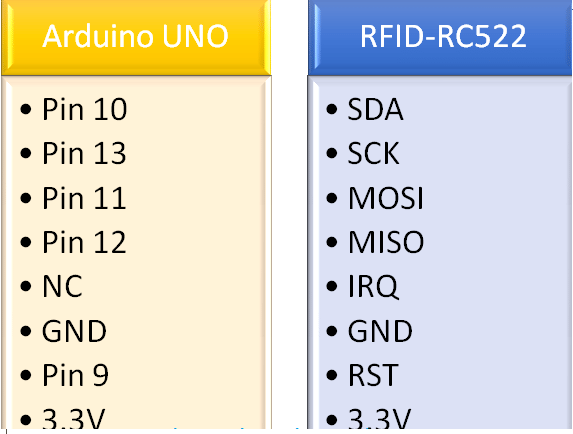 Arduino UNO
• Pin 10
• Pin 13
• Pin 11
• Pin 12
• NC
• GND
• Pin 9
• 3.3V
RFID-RC522
• SDA
• SCK
• MOSI
• MISO
• IRQ
• GND
• RST
• 3.3V